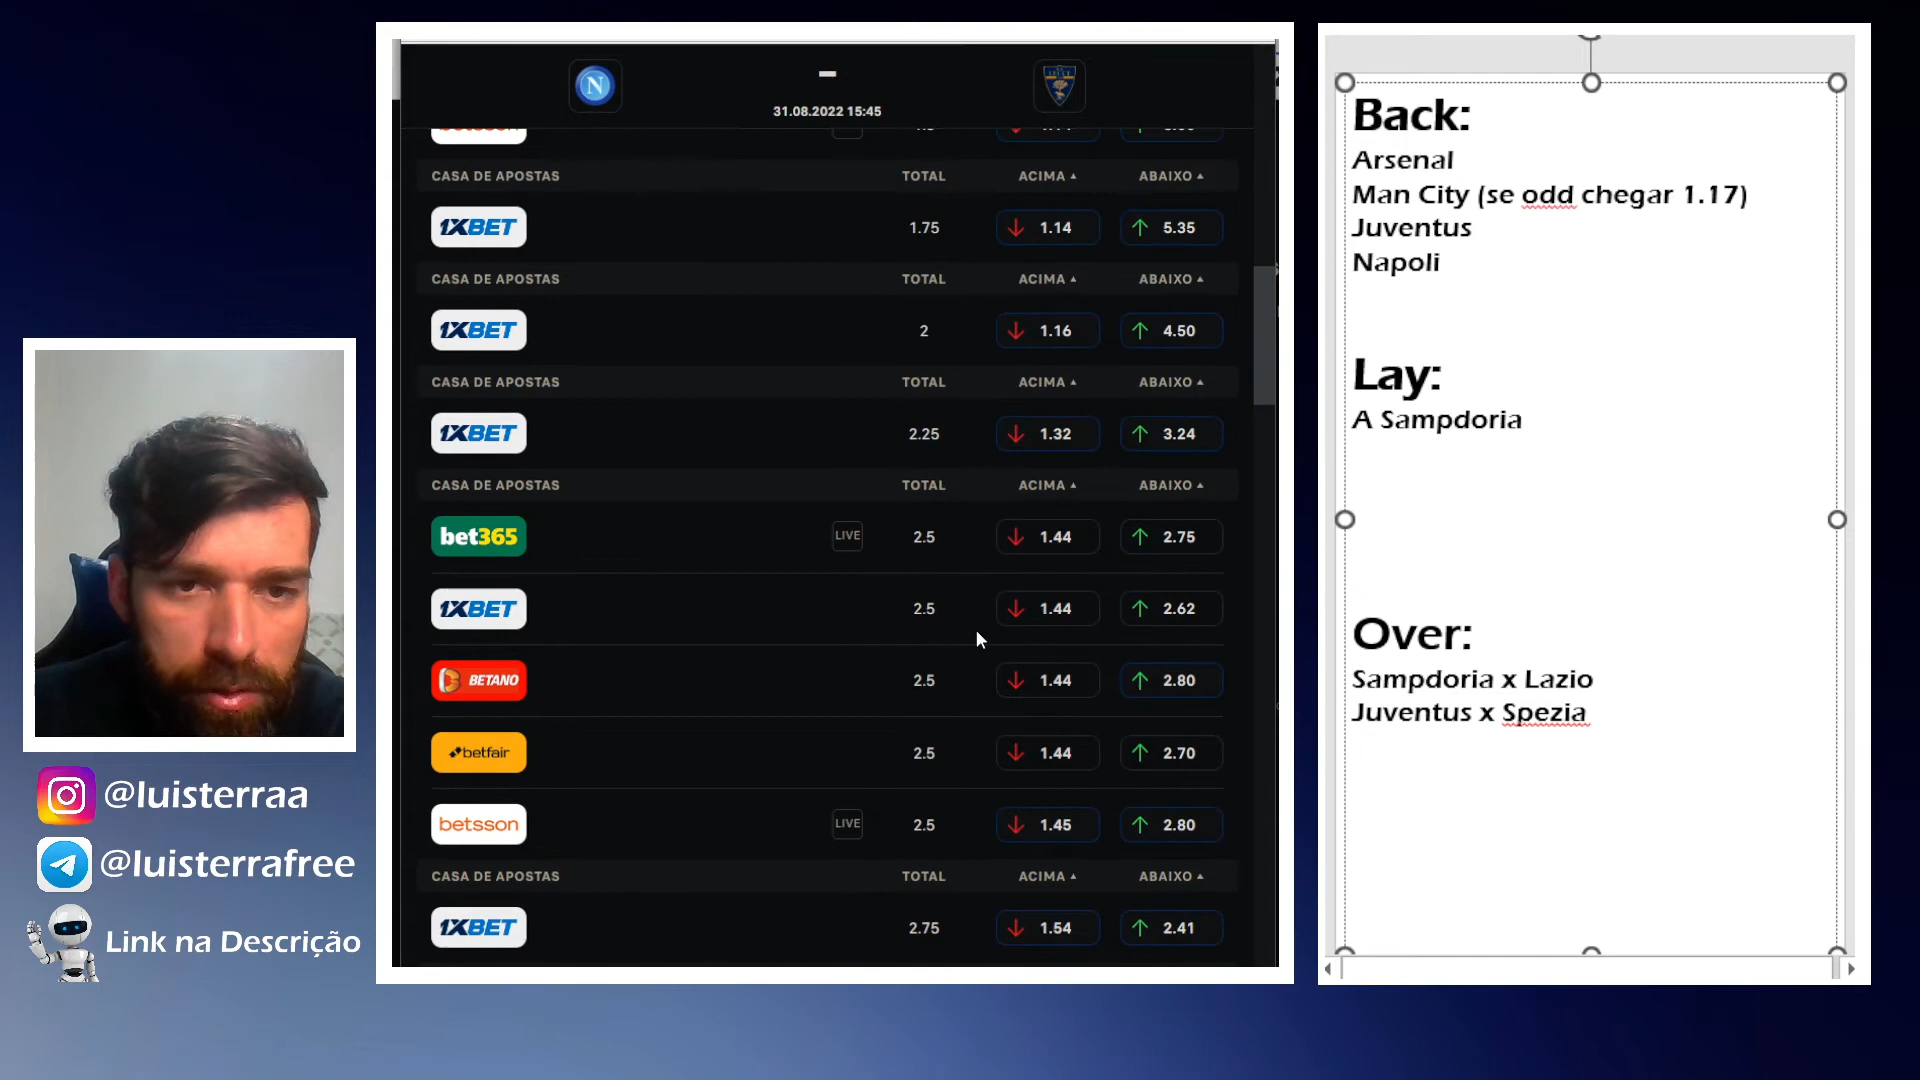 N
31.08.2022 15:45
CASA DE APOSTAS TOTAL ACIMA ABAIXO
1XBET 1.75 1.14 5.35
CASA DE APOSTAS TOTAL ACIMA ABAIXO
1XBET 2 1.16 4.50
CASA DE APOSTAS TOTAL ACIMA ABAIXO
1XBET 2.25 1.32 3.24
CASA DE APOSTAS TOTAL ACIMA ABAIXO
bet365 LIVE 2.5 1.44 2.75
1XBET 2.5 1.44 2.62
BETANO 2.5 1.44 2.80
betfair 2.5 1.44 2.70
betsson LIVE 2.5 1.45 2.80
CASA DE APOSTAS TOTAL ACIMA ABAIXO
1XBET 2.75 1.54 2.41
Back:
Arsenal
Man City (se odd chegar 1.17)
Juventus
Napoli
Lay:
A Sampdoria
Over:
Sampdoria x Lazio
Juventus x Spezia
@luisterraa
@luisterrafree
Link na Descrição